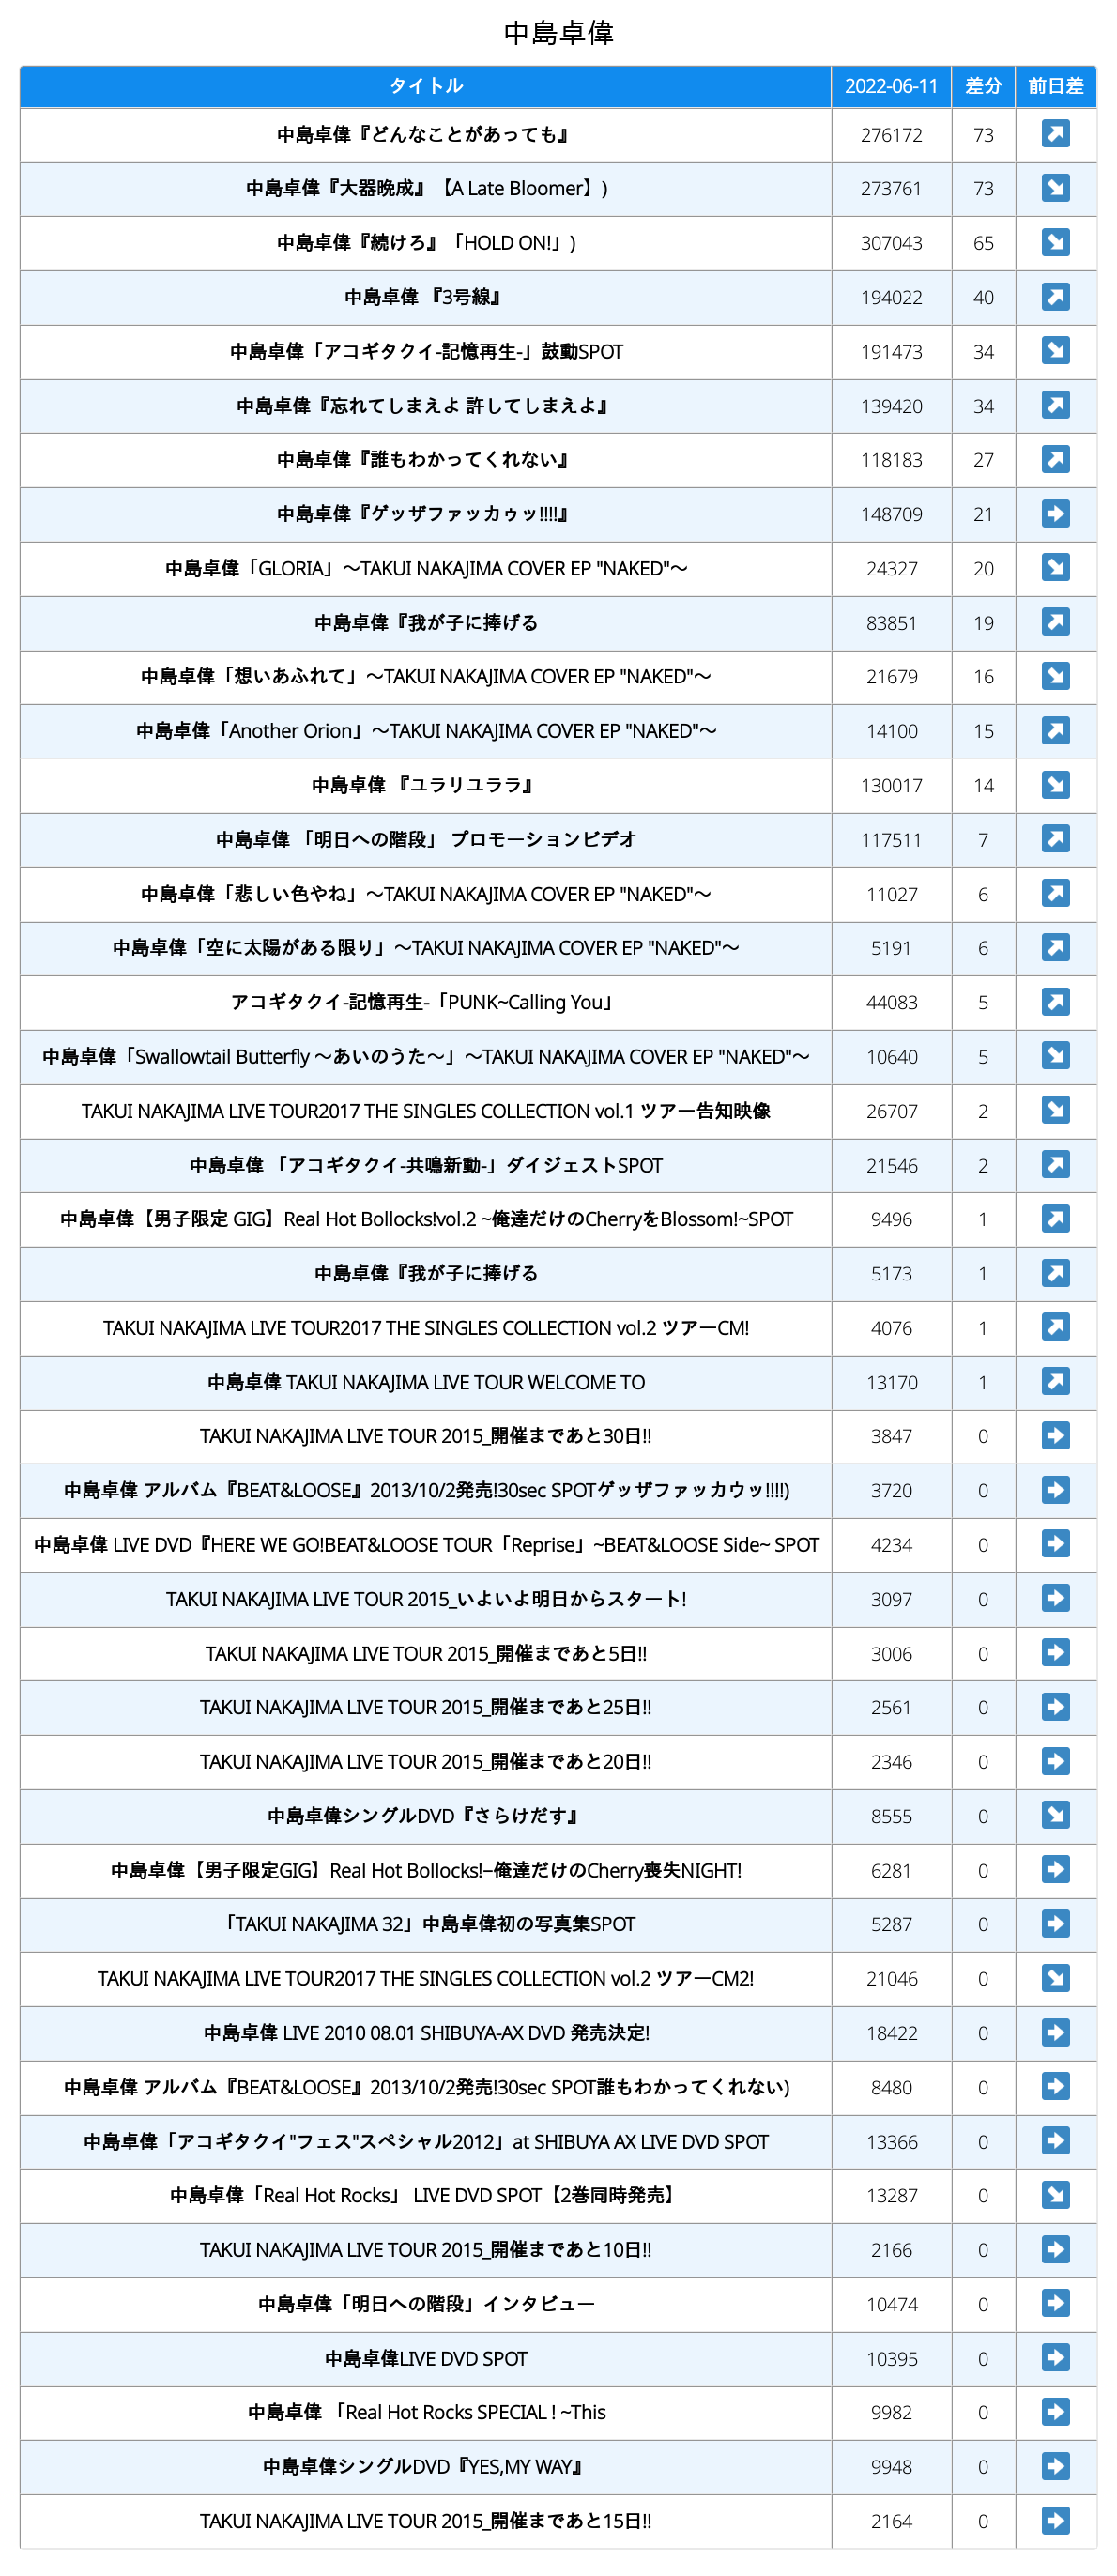 中島卓偉
タイトル 2022-06-11 差分 前日差
中島卓偉『どんなことがあっても』 276172 73 ↗
中島卓偉『大器晩成』【A Late Bloomer】) 273761 73 ↘
中島卓偉『続けろ』「HOLD ON!」) 307043 65 ↘
中島卓偉 『3号線』 194022 40 ↗
中島卓偉「アコギタクイ-記憶再生-」鼓動SPOT 191473 34 ↘
中島卓偉『忘れてしまえよ 許してしまえよ』 139420 34 ↗
中島卓偉『誰もわかってくれない』 118183 27 ↗
中島卓偉『ゲッザファッカゥッ!!!!』 148709 21 ➡
中島卓偉「GLORIA」〜TAKUI NAKAJIMA COVER EP "NAKED"〜 24327 20 ↘
中島卓偉『我が子に捧げる 83851 19 ↗
中島卓偉「想いあふれて」〜TAKUI NAKAJIMA COVER EP "NAKED"〜 21679 16 ↘
中島卓偉「Another Orion」〜TAKUI NAKAJIMA COVER EP "NAKED"〜 14100 15 ↗
中島卓偉 『ユラリユララ』 130017 14 ↘
中島卓偉 「明日への階段」 プロモーションビデオ 117511 7 ↗
中島卓偉「悲しい色やね」〜TAKUI NAKAJIMA COVER EP "NAKED"〜 11027 6 ↗
中島卓偉「空に太陽がある限り」〜TAKUI NAKAJIMA COVER EP "NAKED"〜 5191 6 ↗
アコギタクイ-記憶再生-「PUNK~Calling You」 44083 5 ↗
中島卓偉「Swallowtail Butterfly 〜あいのうた〜」〜TAKUI NAKAJIMA COVER EP "NAKED"〜 10640 5 ↘
TAKUI NAKAJIMA LIVE TOUR2017 THE SINGLES COLLECTION vol.1 ツアー告知映像 26707 2 ↘
中島卓偉 「アコギタクイ-共鳴新動-」ダイジェストSPOT 21546 2 ↗
中島卓偉【男子限定 GIG】Real Hot Bollocks!vol.2 ~俺達だけのCherryをBlossom!~SPOT 9496 1 ↗
中島卓偉『我が子に捧げる 5173 1 ↗
TAKUI NAKAJIMA LIVE TOUR2017 THE SINGLES COLLECTION vol.2 ツアーCM! 4076 1 ↗
中島卓偉 TAKUI NAKAJIMA LIVE TOUR WELCOME TO 13170 1 ↗
TAKUI NAKAJIMA LIVE TOUR 2015_開催まであと30日!! 3847 0 ➡
中島卓偉 アルバム『BEAT&LOOSE』2013/10/2発売!30sec SPOTゲッザファッカウッ!!!!) 3720 0 ➡
中島卓偉 LIVE DVD『HERE WE GO!BEAT&LOOSE TOUR「Reprise」~BEAT&LOOSE Side~ SPOT 4234 0 ➡
TAKUI NAKAJIMA LIVE TOUR 2015_いよいよ明日からスタート! 3097 0 ➡
TAKUI NAKAJIMA LIVE TOUR 2015_開催まであと5日!! 3006 0 ➡
TAKUI NAKAJIMA LIVE TOUR 2015_開催まであと25日!! 2561 0 ➡
TAKUI NAKAJIMA LIVE TOUR 2015_開催まであと20日!! 2346 0 ➡
中島卓偉シングルDVD『さらけだす』 8555 0 ↘
中島卓偉【男子限定GIG】Real Hot Bollocks!−俺達だけのCherry喪失NIGHT! 6281 0 ➡
「TAKUI NAKAJIMA 32」中島卓偉初の写真集SPOT 5287 0 ➡
TAKUI NAKAJIMA LIVE TOUR2017 THE SINGLES COLLECTION vol.2 ツアーCM2! 21046 0 ↘
中島卓偉 LIVE 2010 08.01 SHIBUYA-AX DVD 発売決定! 18422 0 ➡
中島卓偉 アルバム『BEAT&LOOSE』2013/10/2発売!30sec SPOT誰もわかってくれない) 8480 0 ➡
中島卓偉「アコギタクイ"フェス"スペシャル2012」at SHIBUYA AX LIVE DVD SPOT 13366 0 ➡
中島卓偉「Real Hot Rocks」 LIVE DVD SPOT【2巻同時発売】 13287 0 ↘
TAKUI NAKAJIMA LIVE TOUR 2015_開催まであと10日!! 2166 0 ➡
中島卓偉「明日への階段」インタビュー 10474 0 ➡
中島卓偉LIVE DVD SPOT 10395 0 ➡
中島卓偉 「Real Hot Rocks SPECIAL ! ~This 9982 0 ➡
中島卓偉シングルDVD『YES,MY WAY』 9948 0 ➡
TAKUI NAKAJIMA LIVE TOUR 2015_開催まであと15日!! 2164 0 ➡